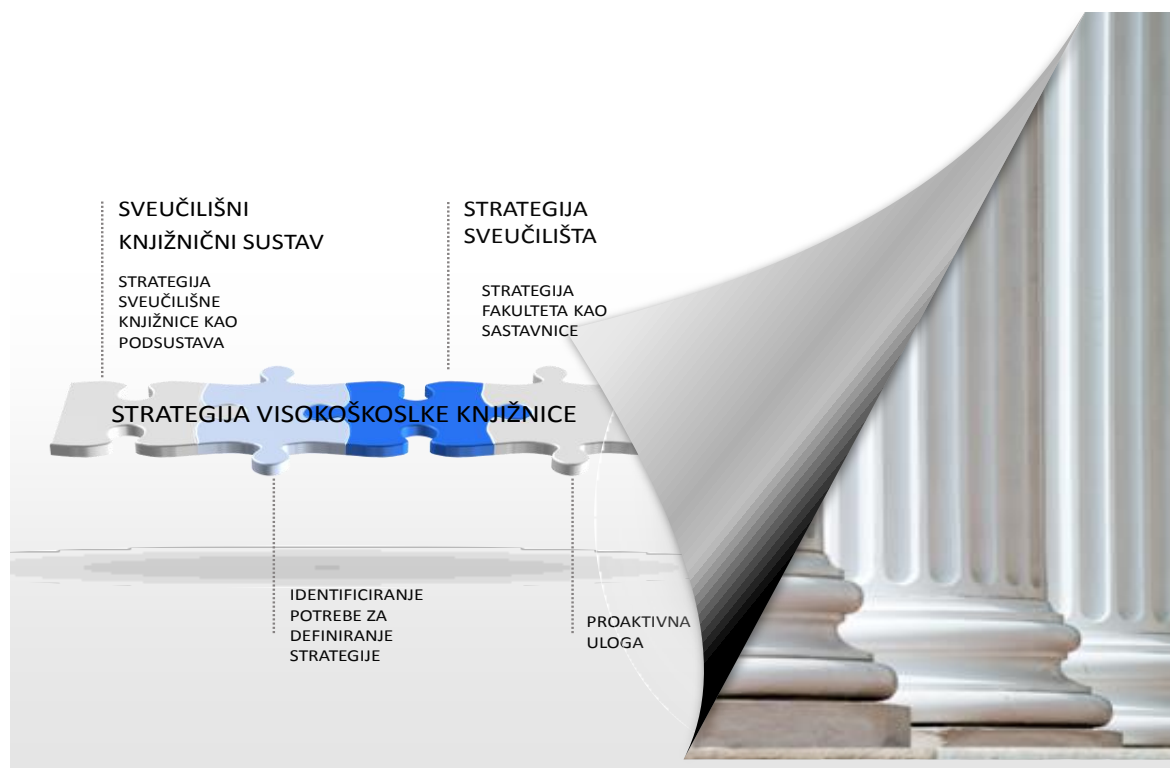 SVEUČILIŠNI
KNJIŽNIČNI SUSTAV
STRATEGIJA
SVEUČILIŠNE
KNJIŽNICE KAO
PODSUSTAVA
STRATEGIJA
SVEUČILIŠTA
STRATEGIJA
FAKULTETA KAO
SASTAVNICE
STRATEGIJA VISOKOŠKOSLKE KNJIŽNICE
IDENTIFICIRANJE
POTREBE ZA
DEFINIRANJE
STRATEGIJE
PROAKTIVNA
ULOGA